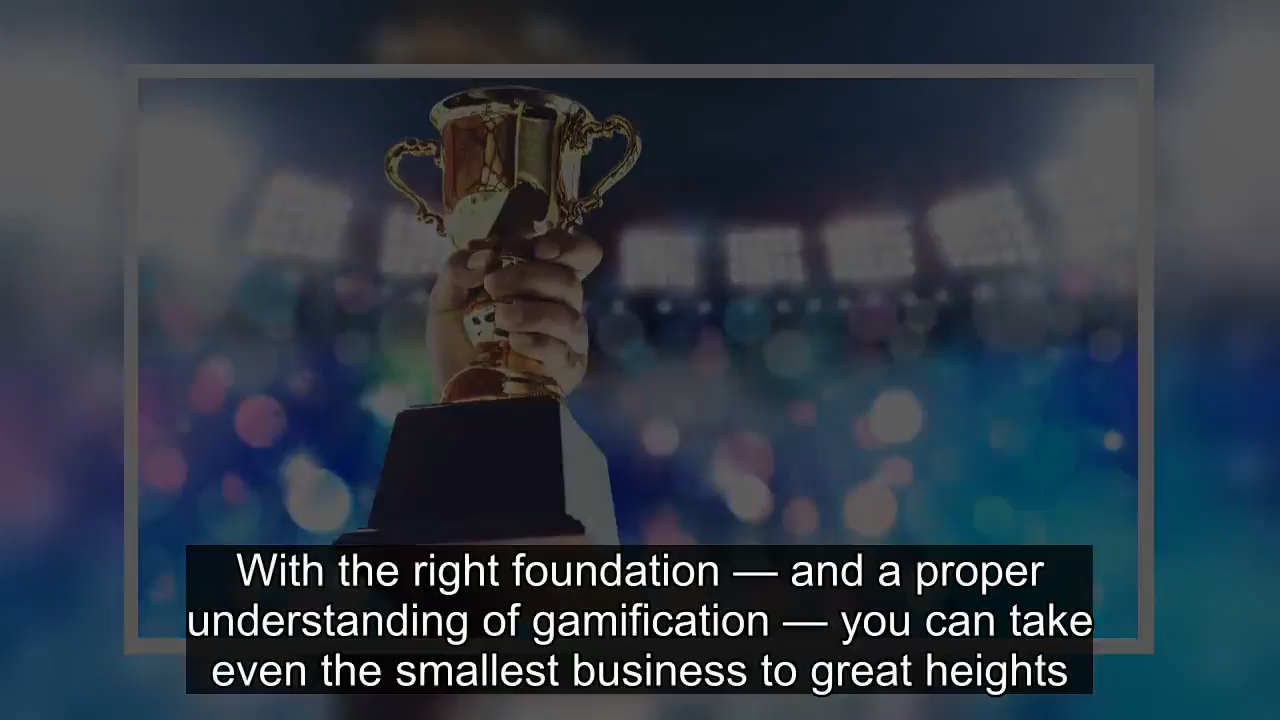 With the right foundation — and a proper
understanding of gamification — you can take
even the smallest business to great heights